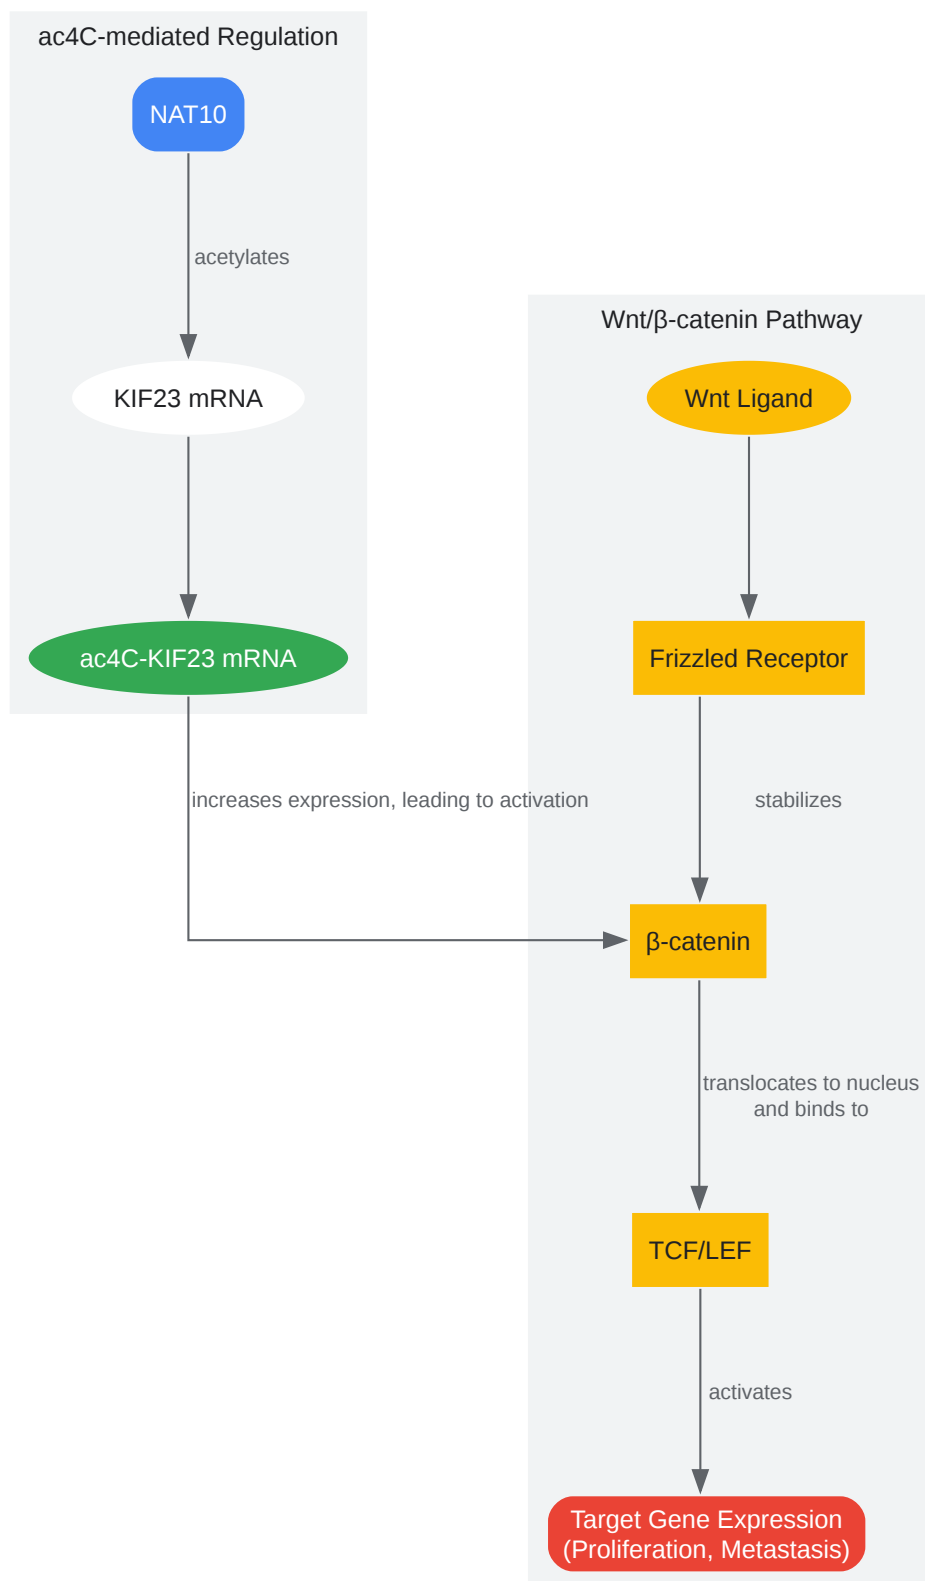 ac4C-mediated Regulation
NAT10
acetylates
KIF23 mRNA
ac4C-KIF23 mRNA
increases expression, leading to activation
Wnt/β-catenin Pathway
Wnt Ligand
Frizzled Receptor
stabilizes
β-catenin
translocates to nucleus
and binds to
TCF/LEF
activates
Target Gene Expression
(Proliferation, Metastasis)